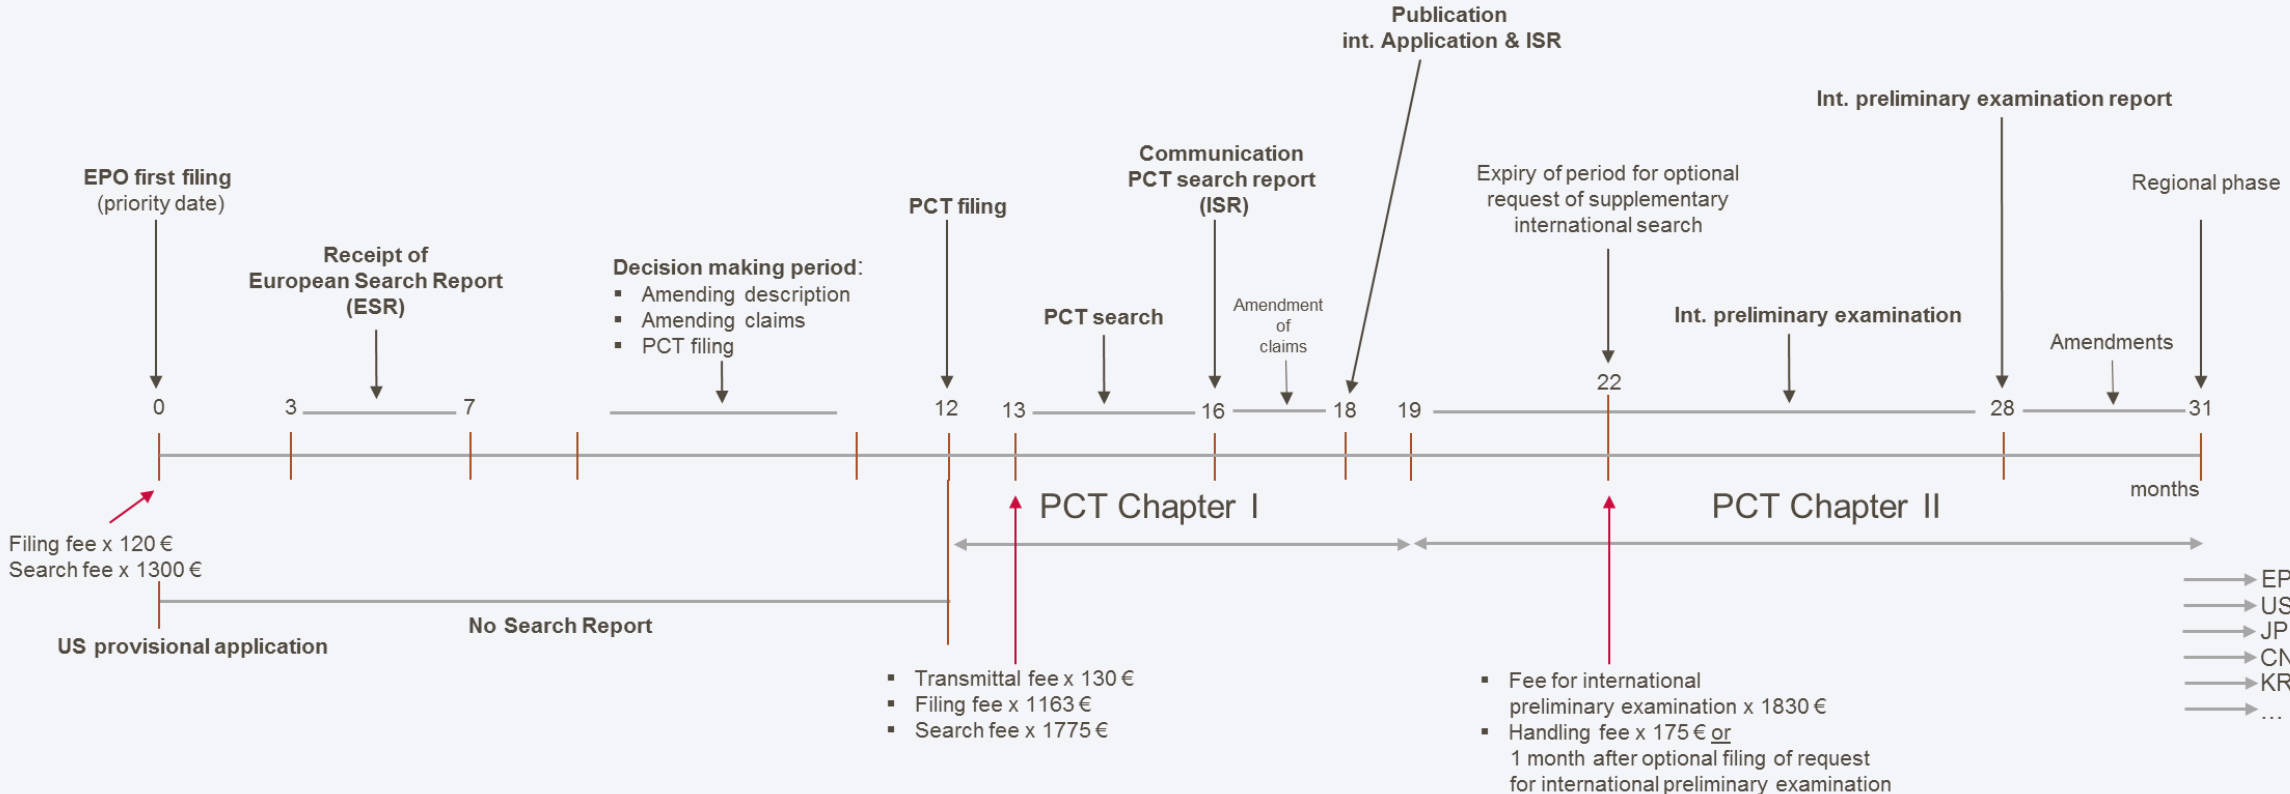 Publication
int. Application & ISR
Int. preliminary examination report
EPO first filing
(priority date)
Receipt of
European Search Report
(ESR)
Decision making period:
▪ Amending description
▪ Amending claims
▪ PCT filing
PCT filing
PCT search
Communication
PCT search report
(ISR)
Amendment
of
claims
Expiry of period for optional
request of supplementary
international search
Int. preliminary examination
Amendments
Regional phase
0
3
7
12
13
16
18
19
22
28
31
months
PCT Chapter I
PCT Chapter II
Filing fee x 120 €
Search fee x 1300 €
US provisional application
No Search Report
▪ Transmittal fee x 130 €
▪ Filing fee x 1163 €
▪ Search fee x 1775 €
▪ Fee for international
preliminary examination x 1830 €
▪ Handling fee x 175 € or
1 month after optional filing of request
for international preliminary examination
EP
US
JP
CN
KR
...